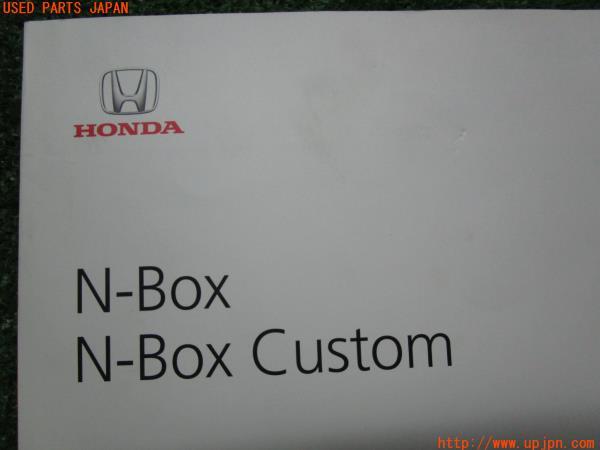 USED PARTS JAPAN
HONDA
N-Box
N-Box Custom
http://www.upjpn.com/